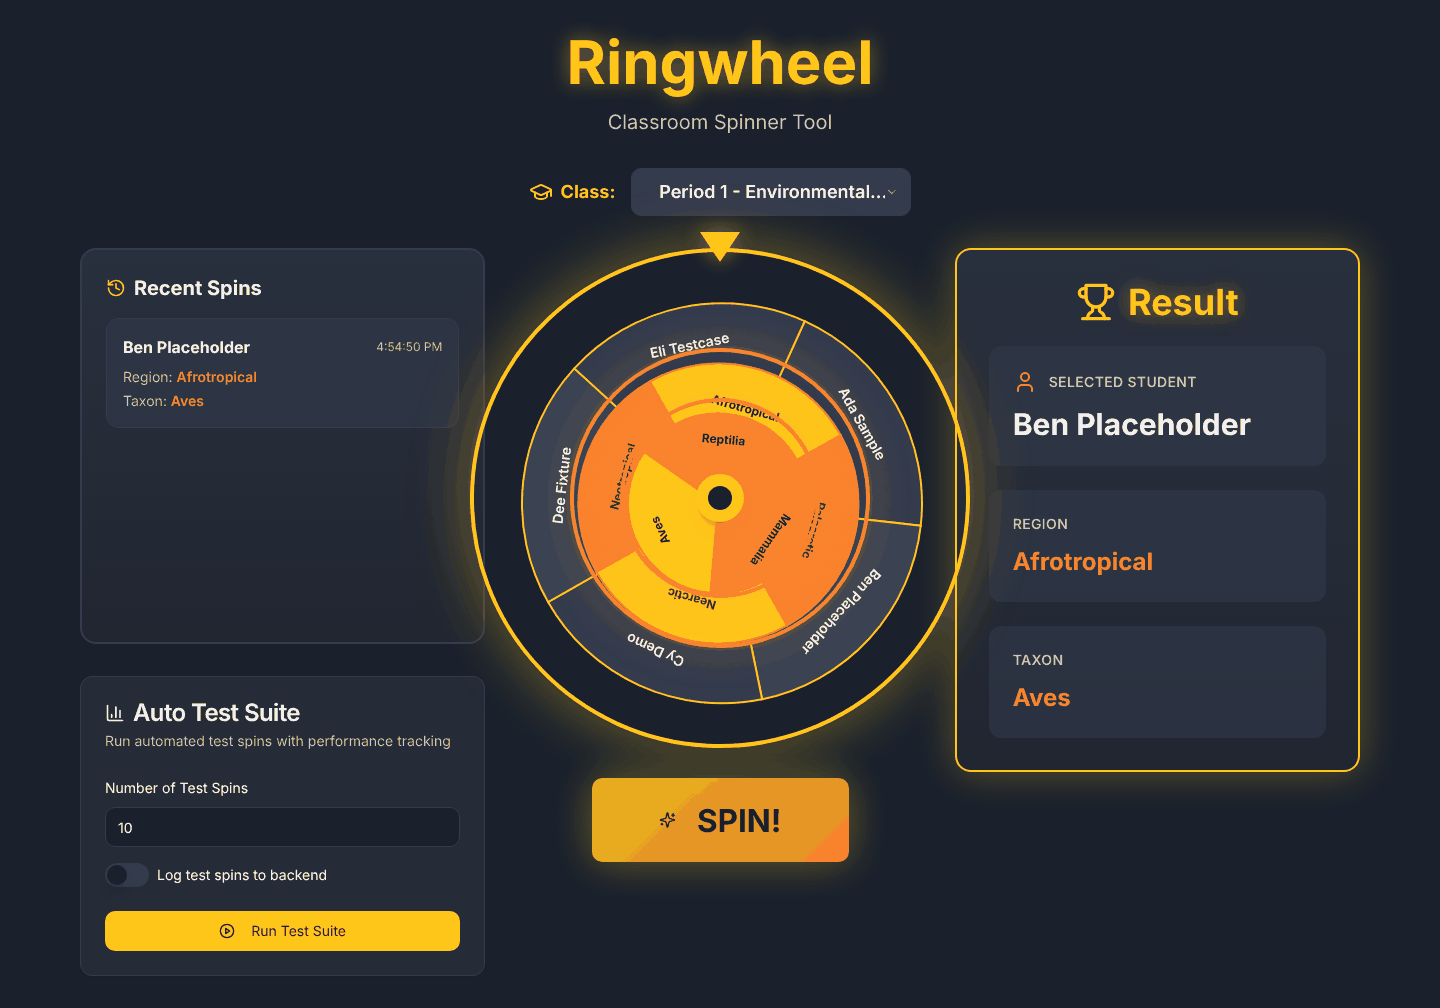 Ringwheel
Classroom Spinner Tool
Class:
Period 1 - Environmental...
Recent Spins
Ben Placeholder
4:54:50 PM
Region: Afrotropical
Taxon: Aves
Auto Test Suite
Run automated test spins with performance tracking
Number of Test Spins
10
Log test spins to backend
Run Test Suite
Eli Testcase
Ada Sample
Ben Placeholder
Cy Demo
Dee Fixture
Afrotropical
Nearctic
Neotropical
Reptilia
Mammalia
Aves
SPIN!
Result
SELECTED STUDENT
Ben Placeholder
REGION
Afrotropical
TAXON
Aves